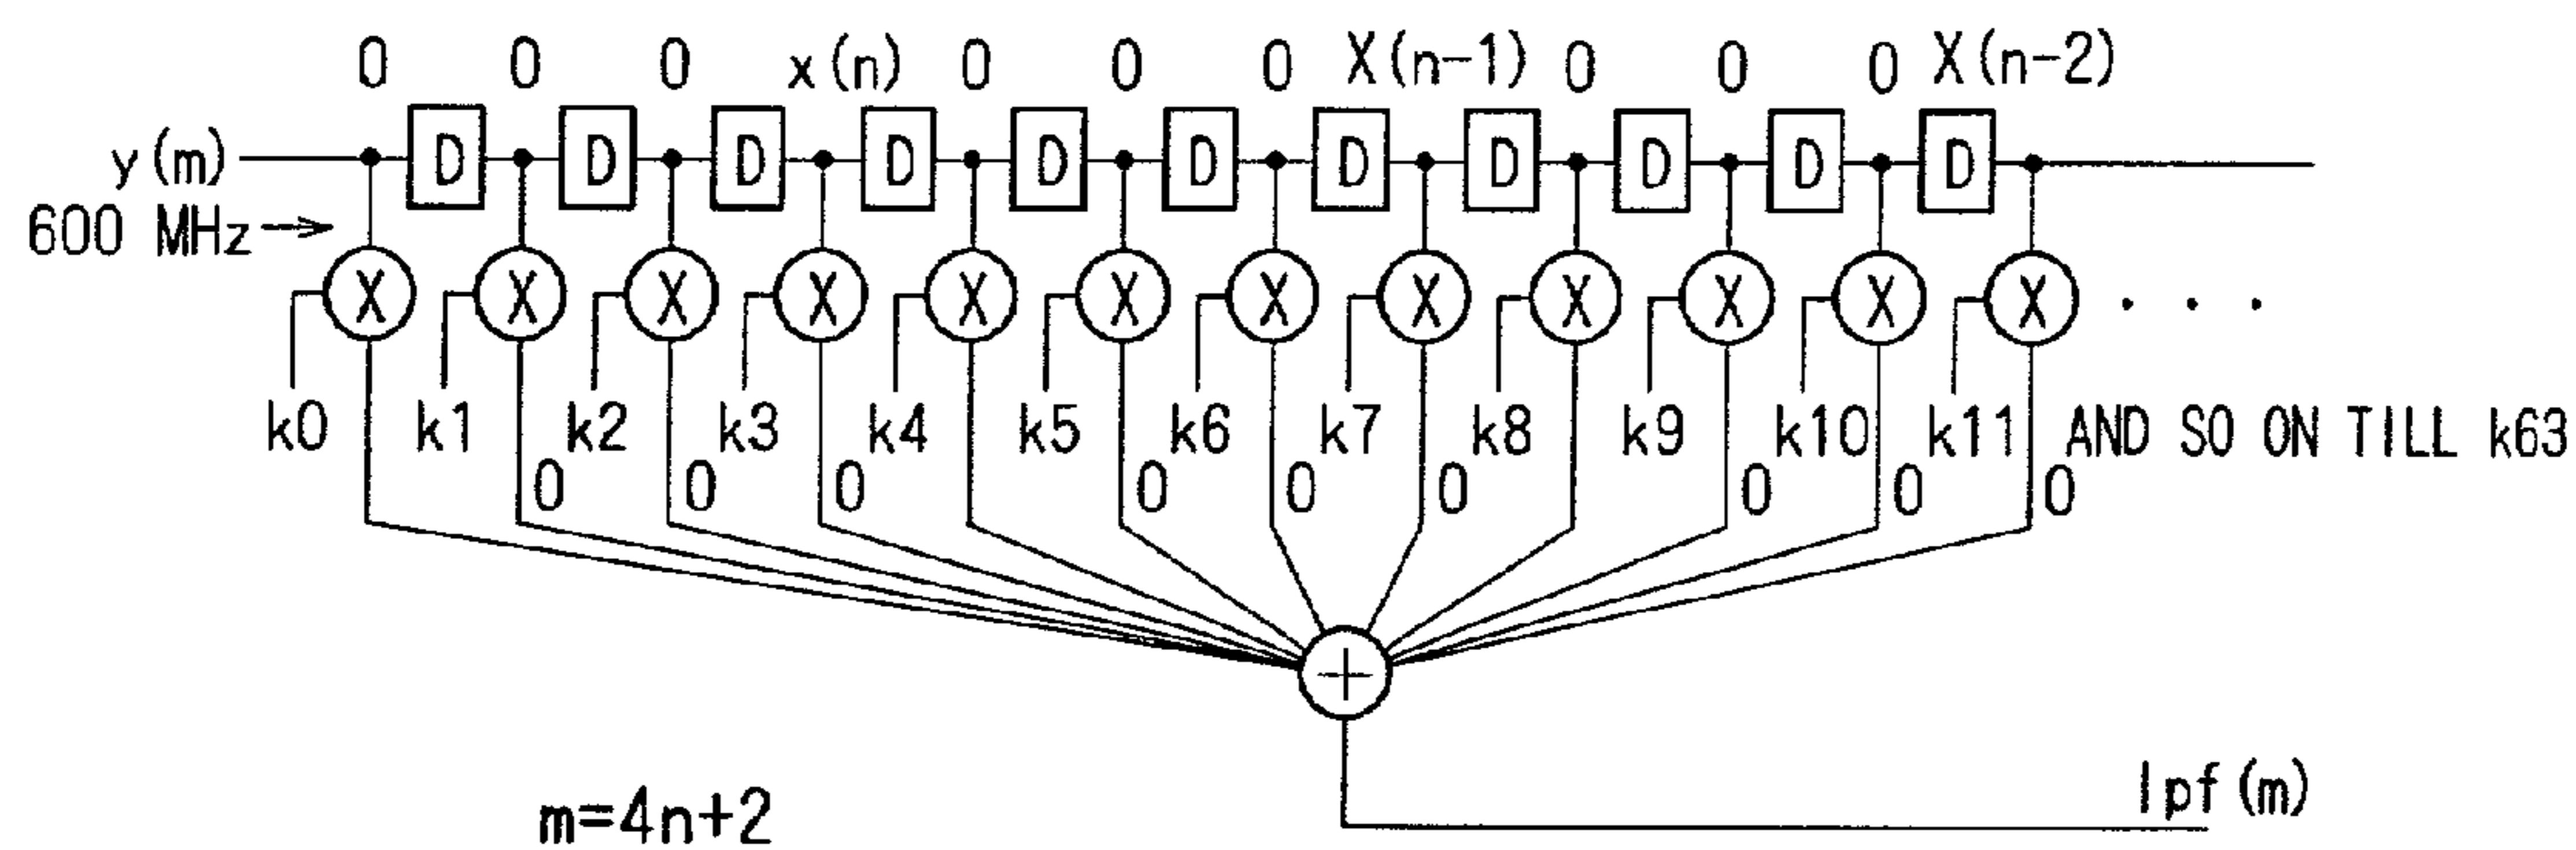 0 0 0 x(n) 0 0 0 X(n-1) 0 0 0 X(n-2)
y(m) D D D D D D D D D D D
600 MHz
X X X X X X X X X X X X . . .
k0 k1 k2 k3 k4 k5 k6 k7 k8 k9 k10 k11 AND SO ON TILL k63
0 0 0 0 0 0 0 0 0
+
lpf(m)
m=4n+2